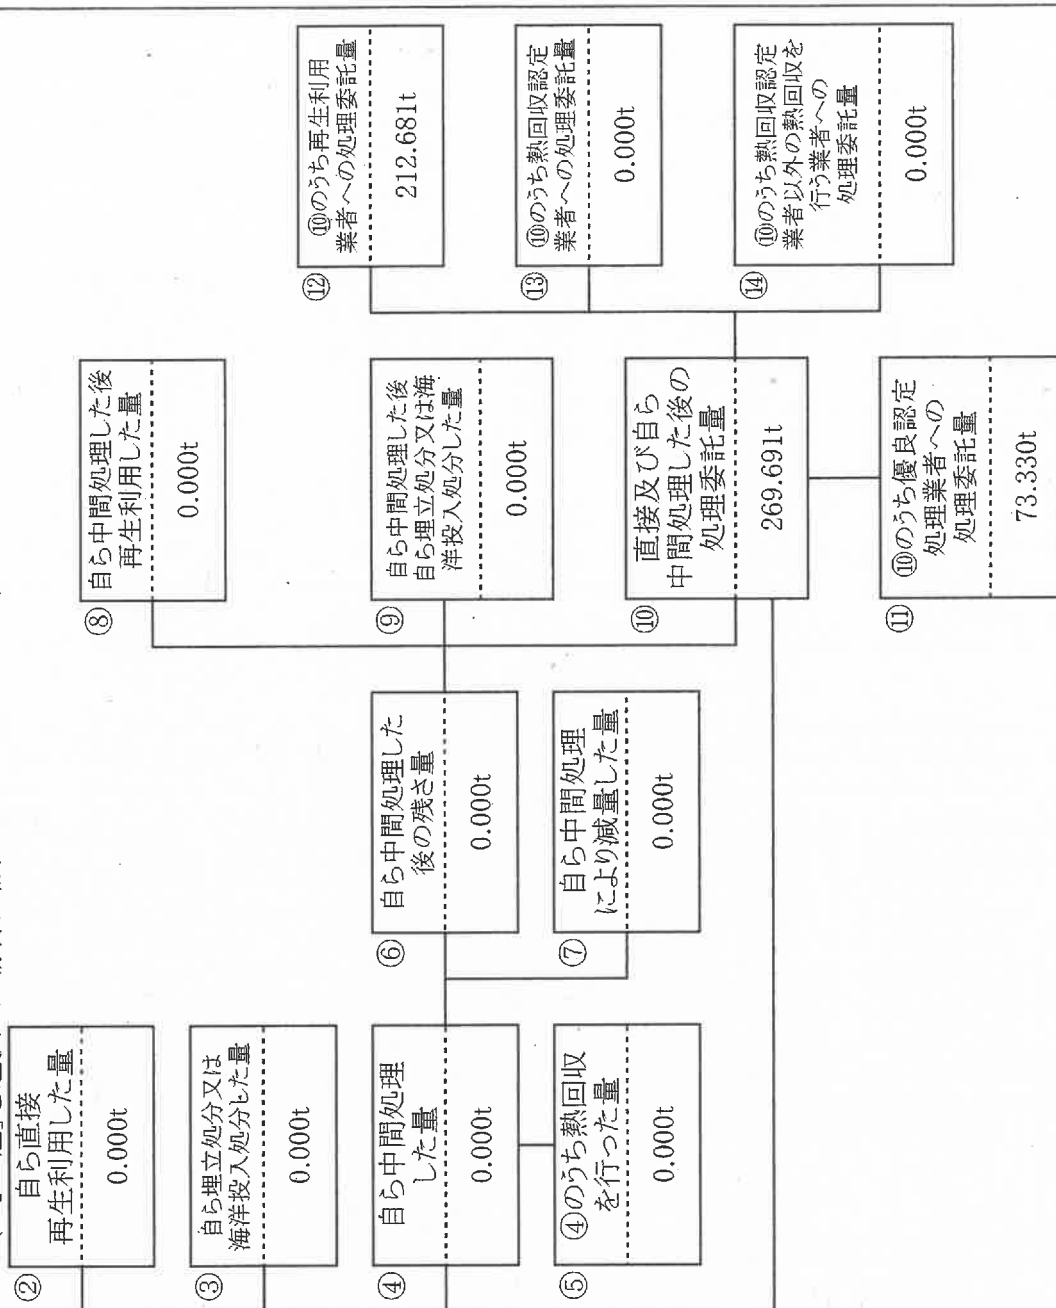 ②
自ら直接
再生利用した量
0.000t
③
自ら埋立処分又は
海洋投入処分した量
0.000t
④
自ら中間処理
した量
0.000t
⑤
④のうち熱回収
を行った量
0.000t
⑥
自ら中間処理した
後の残さ量
0.000t
⑦
自ら中間処理
により減量した量
0.000t
⑧
自ら中間処理した後
再生利用した量
0.000t
⑨
自ら中間処理した後
自ら埋立処分又は海
洋投入処分した量
0.000t
⑩
直接及び自ら
中間処理した後の
処理委託量
269.691t
⑪
⑩のうち優良認定
処理業者への
処理委託量
73.330t
⑫
⑩のうち再生利用
業者への処理委託量
212.681t
⑬
⑩のうち熱回収認定
業者への処理委託量
0.000t
⑭
⑩のうち熱回収認定
業者以外の熱回収を
行う業者への
処理委託量
0.000t